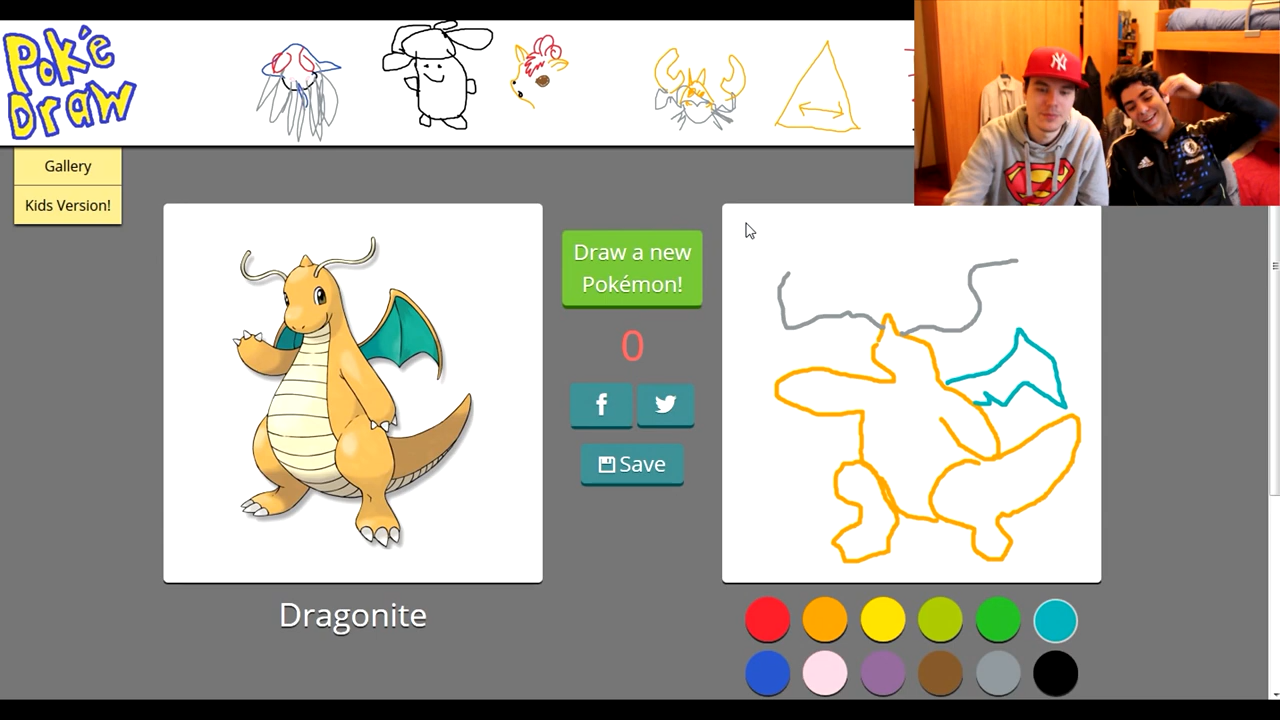 Poké
Draw
Gallery
Kids Version!
Draw a new
Pokémon!
0
f
Save
Dragonite
NY